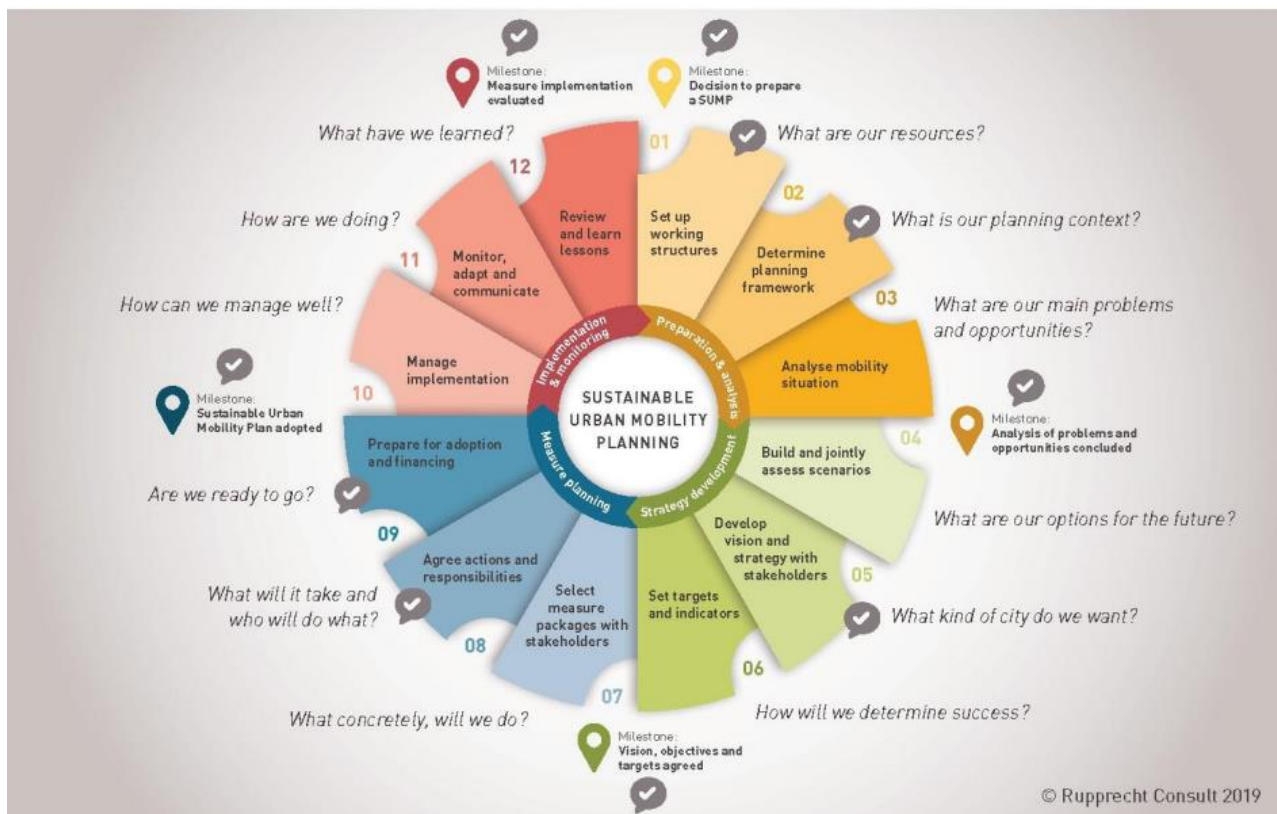 Milestone:
Measure implementation
evaluated
Milestone:
Decision to prepare
a SUMP
What have we learned?
What are our resources?
How are we doing?
What is our planning context?
How can we manage well?
What are our main problems
and opportunities?
Milestone:
Sustainable Urban
Mobility Plan adopted
Milestone:
Analysis of problems and
opportunities concluded
Are we ready to go?
What are our options for the future?
What will it take and
who will do what?
What kind of city do we want?
What concretely, will we do?
How will we determine success?
Milestone:
Vision, objectives and
targets agreed
01
Set up
working
structures
02
Determine
planning
framework
03
Analyse mobility
situation
04
Build and jointly
assess scenarios
05
Develop
vision and
strategy with
stakeholders
06
Set targets
and indicators
07
Select
measure
packages with
stakeholders
08
Agree actions and
responsibilities
09
Prepare for adoption
and financing
10
Manage
implementation
11
Monitor,
adapt and
communicate
12
Review
and learn
lessons
Preparation & analysis
Strategy development
Measure planning
Implementation
& monitoring
SUSTAINABLE
URBAN MOBILITY
PLANNING
© Rupprecht Consult 2019